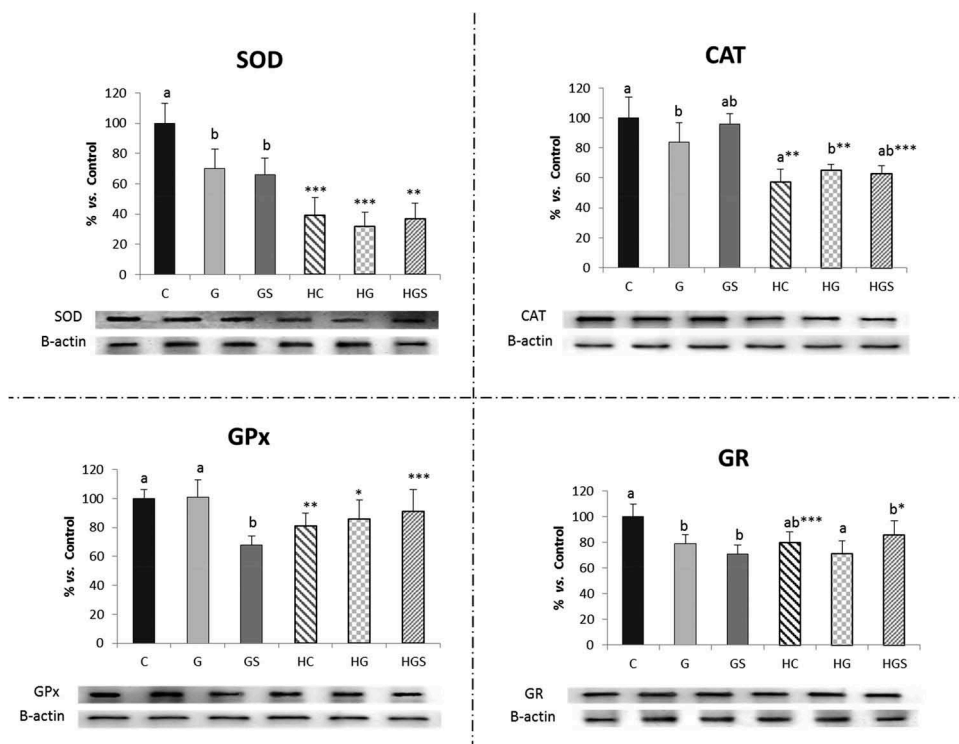 SOD
% vs. Control
120
100
80
60
40
20
0
a
b
b
***
***
**
C G GS HC HG HGS
SOD
B-actin
CAT
% vs. Control
120
100
80
60
40
20
0
a
b
ab
a**
b**
ab***
C G GS HC HG HGS
CAT
B-actin
GPx
% vs. Control
120
100
80
60
40
20
0
a
a
b
**
*
***
C G GS HC HG HGS
GPx
B-actin
GR
% vs. Control
120
100
80
60
40
20
0
a
b
b
ab***
a
b*
C G GS HC HG HGS
GR
B-actin